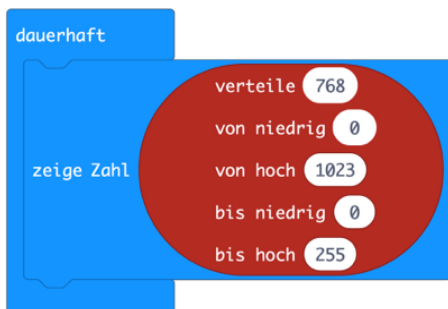 dauerhaft
verteile 768
von niedrig 0
zeige Zahl von hoch 1023
bis niedrig 0
bis hoch 255